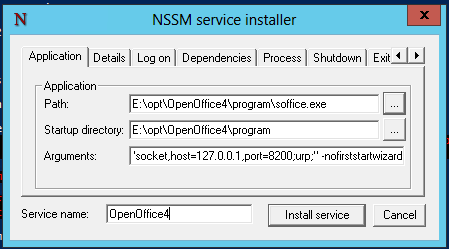 N NSSM service installer x
Application Details Log on Dependencies Process Shutdown Exit
Application
Path: E:\opt\OpenOffice4\program\soffice.exe ...
Startup directory: E:\opt\OpenOffice4\program ...
Arguments: 'socket,host=127.0.0.1,port=8200;urp;" -nofirststartwizard
Service name: OpenOffice4 Install service Cancel